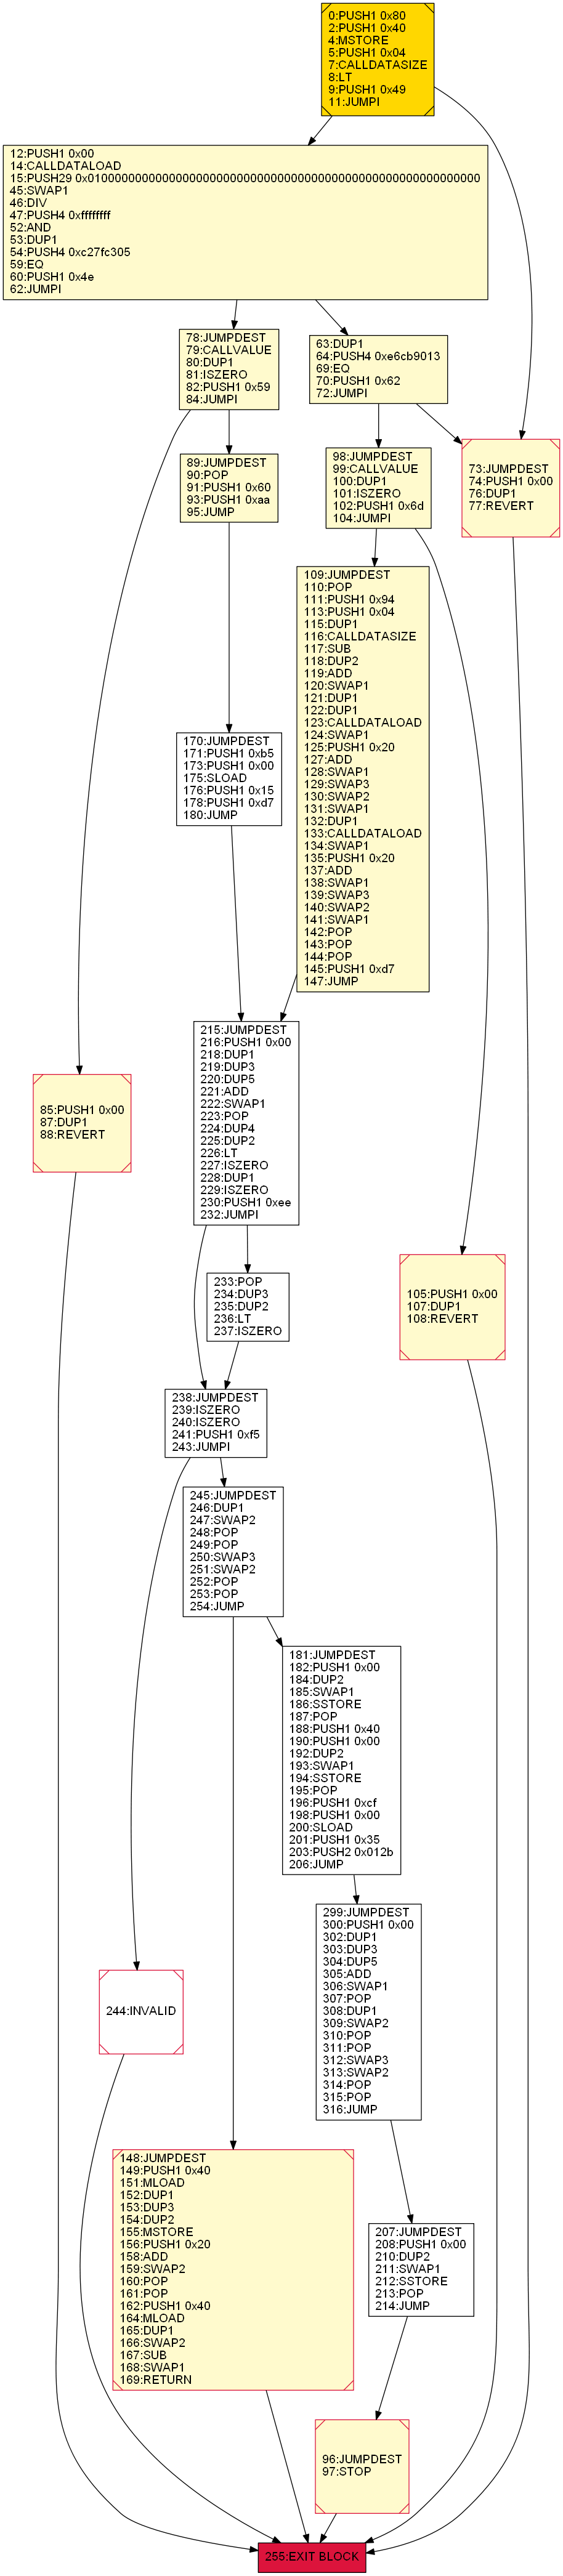 0:PUSH1 0x80
2:PUSH1 0x40
4:MSTORE
5:PUSH1 0x04
7:CALLDATASIZE
8:LT
9:PUSH1 0x49
11:JUMPI
12:PUSH1 0x00
14:CALLDATALOAD
15:PUSH29 0x0100000000000000000000000000000000000000000000000000000000
45:SWAP1
46:DIV
47:PUSH4 0xffffffff
52:AND
53:DUP1
54:PUSH4 0xc27fc305
59:EQ
60:PUSH1 0x4e
62:JUMPI
78:JUMPDEST
79:CALLVALUE
80:DUP1
81:ISZERO
82:PUSH1 0x59
84:JUMPI
63:DUP1
64:PUSH4 0xe6cb9013
69:EQ
70:PUSH1 0x62
72:JUMPI
89:JUMPDEST
90:POP
91:PUSH1 0x60
93:PUSH1 0xaa
95:JUMP
98:JUMPDEST
99:CALLVALUE
100:DUP1
101:ISZERO
102:PUSH1 0x6d
104:JUMPI
73:JUMPDEST
74:PUSH1 0x00
76:DUP1
77:REVERT
109:JUMPDEST
110:POP
111:PUSH1 0x94
113:PUSH1 0x04
115:DUP1
116:CALLDATASIZE
117:SUB
118:DUP2
119:ADD
120:SWAP1
121:DUP1
122:DUP1
123:CALLDATALOAD
124:SWAP1
125:PUSH1 0x20
127:ADD
128:SWAP1
129:SWAP3
130:SWAP2
131:SWAP1
132:DUP1
133:CALLDATALOAD
134:SWAP1
135:PUSH1 0x20
137:ADD
138:SWAP1
139:SWAP3
140:SWAP2
141:SWAP1
142:POP
143:POP
144:POP
145:PUSH1 0xd7
147:JUMP
170:JUMPDEST
171:PUSH1 0xb5
173:PUSH1 0x00
175:SLOAD
176:PUSH1 0x15
178:PUSH1 0xd7
180:JUMP
215:JUMPDEST
216:PUSH1 0x00
218:DUP1
219:DUP3
220:DUP5
221:ADD
222:SWAP1
223:POP
224:DUP4
225:DUP2
226:LT
227:ISZERO
228:DUP1
229:ISZERO
230:PUSH1 0xee
232:JUMPI
85:PUSH1 0x00
87:DUP1
88:REVERT
233:POP
234:DUP3
235:DUP2
236:LT
237:ISZERO
105:PUSH1 0x00
107:DUP1
108:REVERT
238:JUMPDEST
239:ISZERO
240:ISZERO
241:PUSH1 0xf5
243:JUMPI
245:JUMPDEST
246:DUP1
247:SWAP2
248:POP
249:POP
250:SWAP3
251:SWAP2
252:POP
253:POP
254:JUMP
181:JUMPDEST
182:PUSH1 0x00
184:DUP2
185:SWAP1
186:SSTORE
187:POP
188:PUSH1 0x40
190:PUSH1 0x00
192:DUP2
193:SWAP1
194:SSTORE
195:POP
196:PUSH1 0xcf
198:PUSH1 0x00
200:SLOAD
201:PUSH1 0x35
203:PUSH2 0x012b
206:JUMP
299:JUMPDEST
300:PUSH1 0x00
302:DUP1
303:DUP3
304:DUP5
305:ADD
306:SWAP1
307:POP
308:DUP1
309:SWAP2
310:POP
311:POP
312:SWAP3
313:SWAP2
314:POP
315:POP
316:JUMP
244:INVALID
148:JUMPDEST
149:PUSH1 0x40
151:MLOAD
152:DUP1
153:DUP3
154:DUP2
155:MSTORE
156:PUSH1 0x20
158:ADD
159:SWAP2
160:POP
161:POP
162:PUSH1 0x40
164:MLOAD
165:DUP1
166:SWAP2
167:SUB
168:SWAP1
169:RETURN
207:JUMPDEST
208:PUSH1 0x00
210:DUP2
211:SWAP1
212:SSTORE
213:POP
214:JUMP
96:JUMPDEST
97:STOP
255:EXIT BLOCK